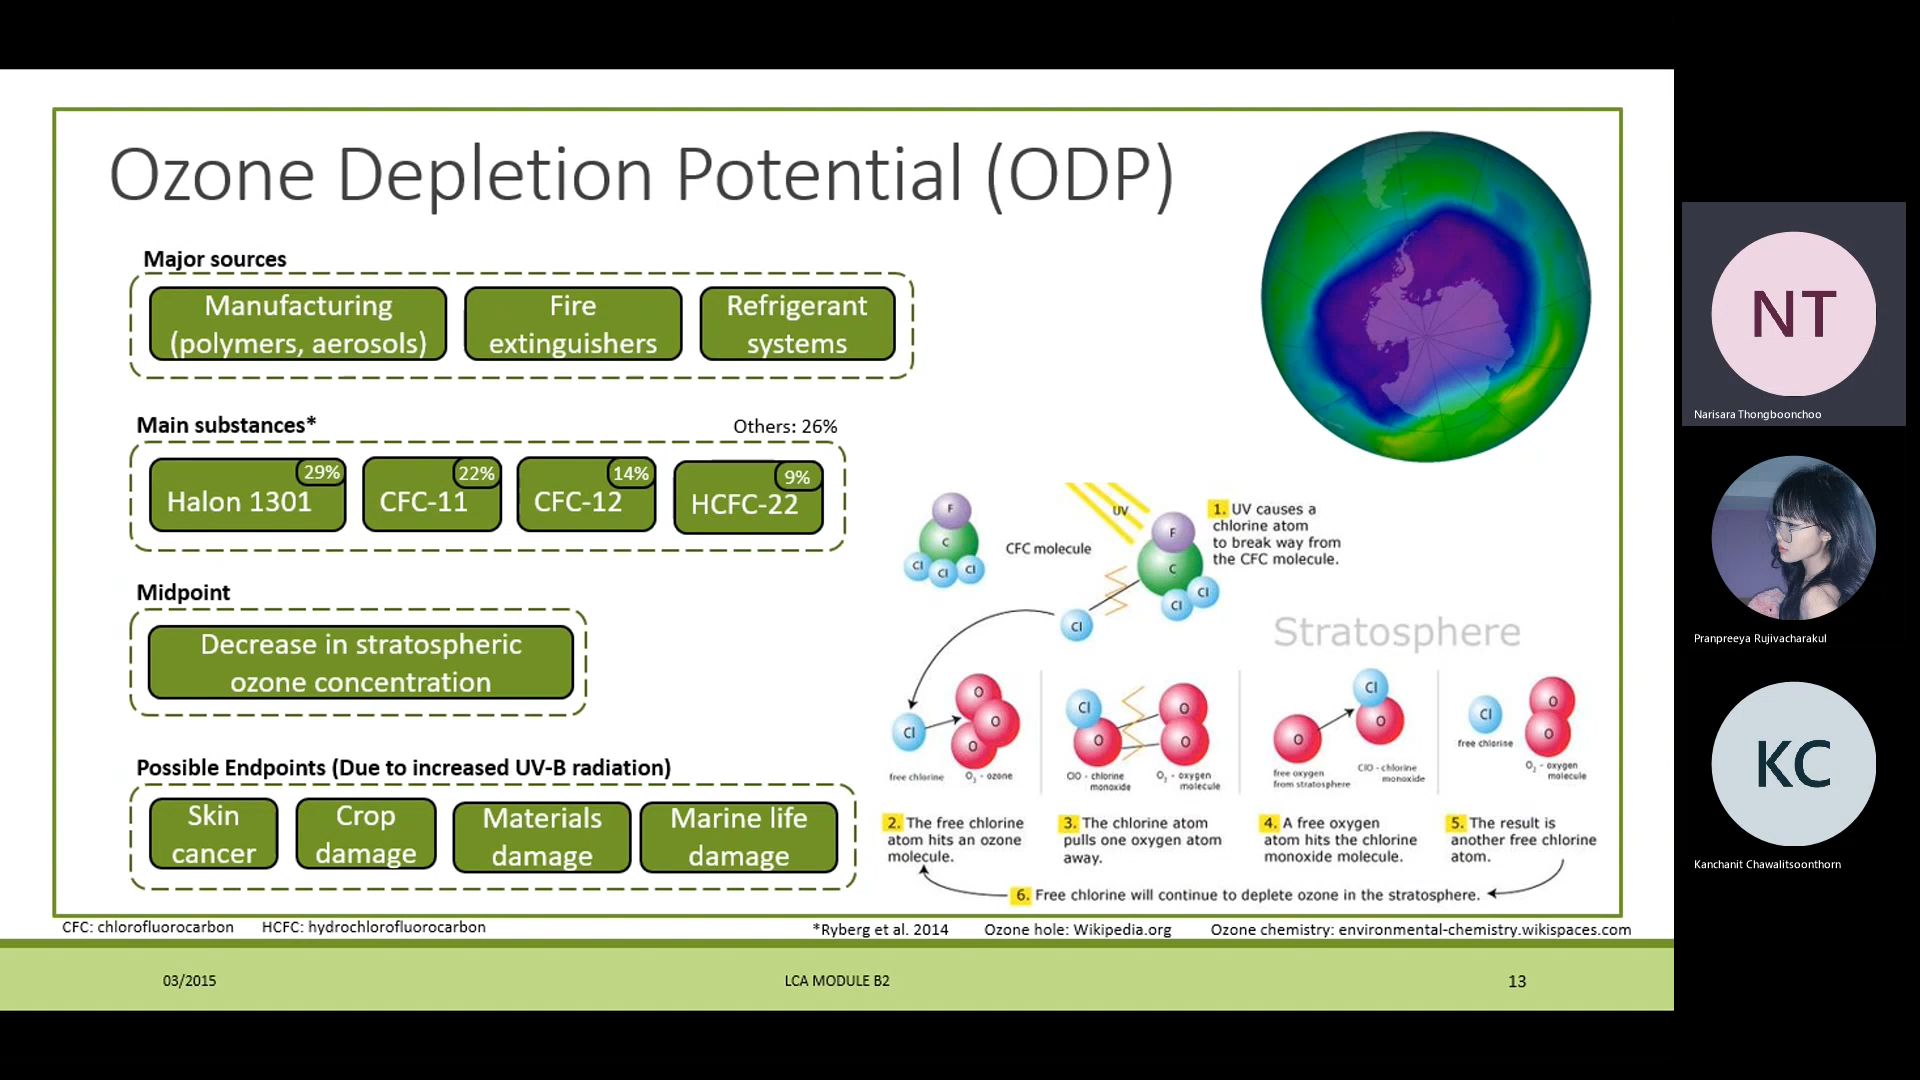 Ozone Depletion Potential (ODP)
Major sources
Manufacturing
(polymers, aerosols)
Fire
extinguishers
Refrigerant
systems
Main substances*
Others: 26%
Halon 1301
29%
CFC-11
22%
CFC-12
14%
HCFC-22
9%
Midpoint
Decrease in stratospheric
ozone concentration
Possible Endpoints (Due to increased UV-B radiation)
Skin
cancer
Crop
damage
Materials
damage
Marine life
damage
F
C
Cl
Cl
Cl
CFC molecule
UV
F
C
Cl
Cl
Cl
1. UV causes a
chlorine atom
to break way from
the CFC molecule.
Stratosphere
Cl
O
O
O
free chlorine
O3 - ozone
Cl
O
O
O
ClO - chlorine
monoxide
O2 - oxygen
molecule
O
Cl
O
free oxygen
from stratosphere
ClO - chlorine
monoxide
Cl
O
O
free chlorine
O2 - oxygen
molecule
2. The free chlorine
atom hits an ozone
molecule.
3. The chlorine atom
pulls one oxygen atom
away.
4. A free oxygen
atom hits the chlorine
monoxide molecule.
5. The result is
another free chlorine
atom.
6. Free chlorine will continue to deplete ozone in the stratosphere.
CFC: chlorofluorocarbon
HCFC: hydrochlorofluorocarbon
*Ryberg et al. 2014
Ozone hole: Wikipedia.org
Ozone chemistry: environmental-chemistry.wikispaces.com
03/2015
LCA MODULE B2
13
NT
Narisara Thongboonchoo
Pranpreeya Rujivacharakul
KC
Kanchanit Chawalitsoonthorn